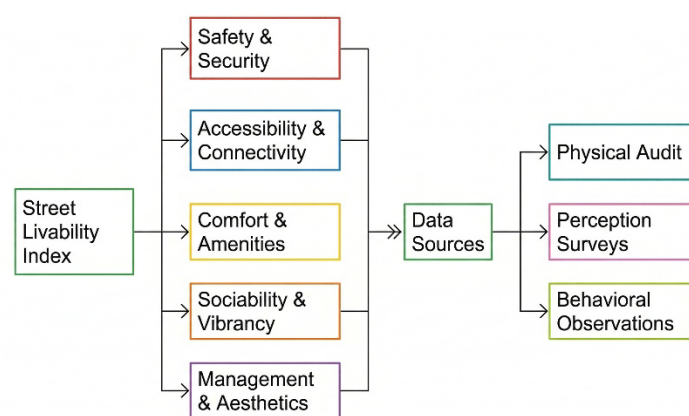 Street
Livability
Index
Safety &
Security
Accessibility &
Connectivity
Comfort &
Amenities
Sociability &
Vibrancy
Management
& Aesthetics
Data
Sources
Physical Audit
Perception
Surveys
Behavioral
Observations